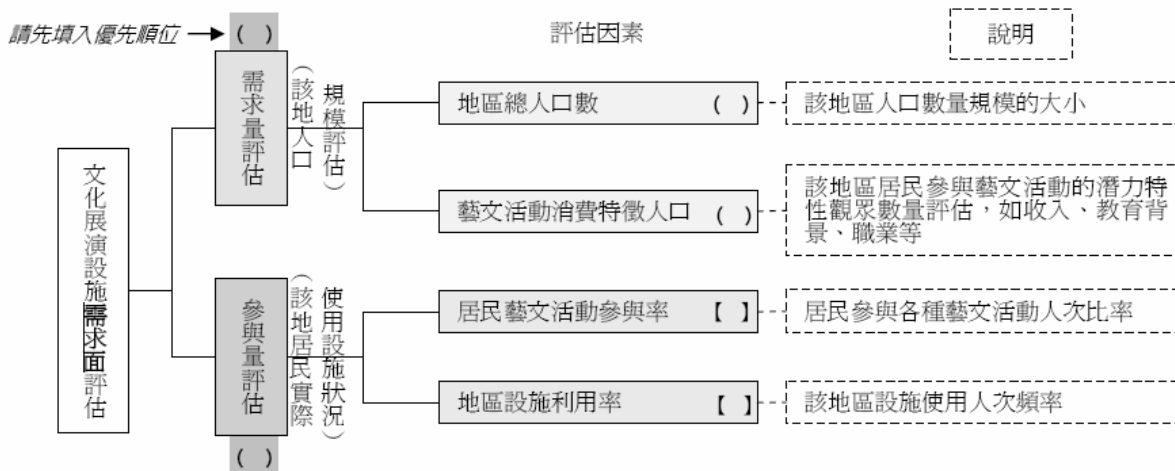 請先填入優先順位
( )
評估因素
說明
需求量評估
(該地人口
規模評估)
地區總人口數 ( )
該地區人口數量規模的大小
藝文活動消費特徵人口 ( )
該地區居民參與藝文活動的潛力特
性觀眾數量評估，如收入、教育背
景、職業等
文化展演設施需求面評估
參與量評估
(該地居民實際
使用設施狀況)
居民藝文活動參與率 【 】
居民參與各種藝文活動人次比率
地區設施利用率 【 】
該地區設施使用人次頻率
( )